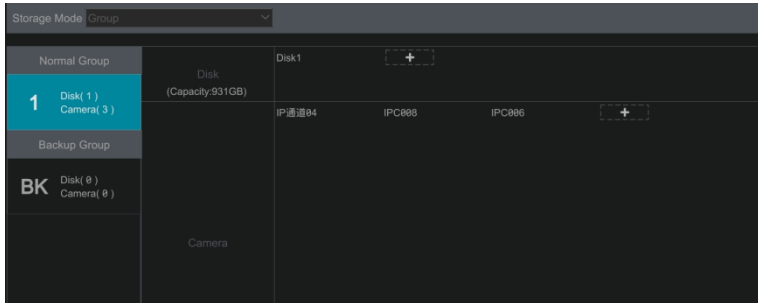 Storage Mode Group
Normal Group
1
Disk( 1 )
Camera( 3 )
Backup Group
BK
Disk( 0 )
Camera( 0 )
Disk
(Capacity:931GB)
Disk1 +
IP通道04 IPC008 IPC006 +
Camera